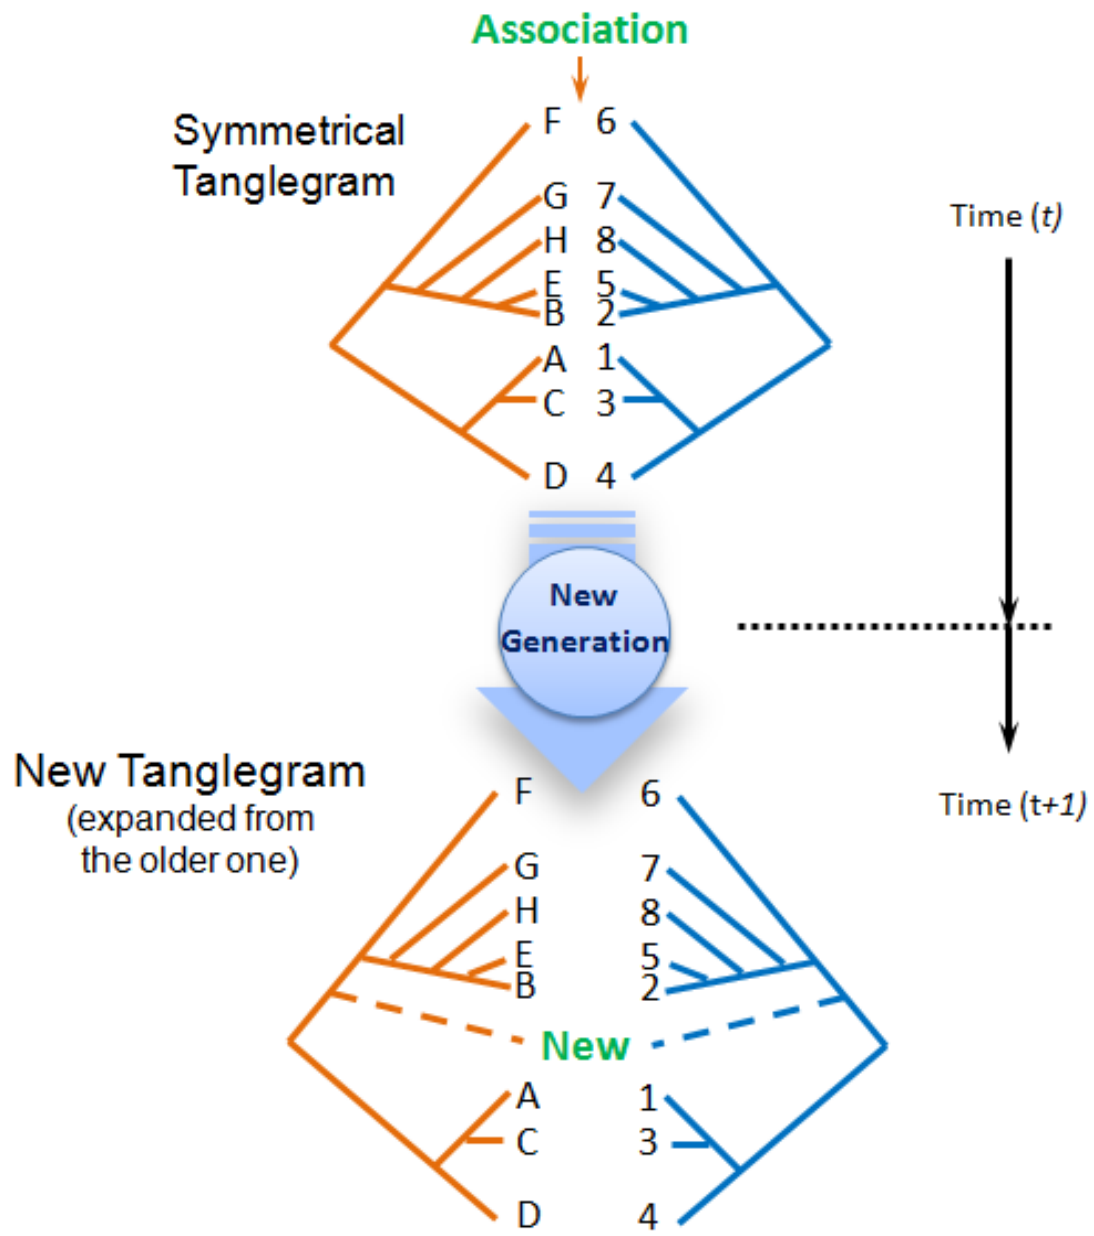 Association
Symmetrical
Tanglegram
F 6
G 7
H 8
E 5
B 2
A 1
C 3
D 4
Time (t)
New
Generation
Time (t+1)
New Tanglegram
(expanded from
the older one)
F 6
G 7
H 8
E 5
B 2
New
A 1
C 3
D 4